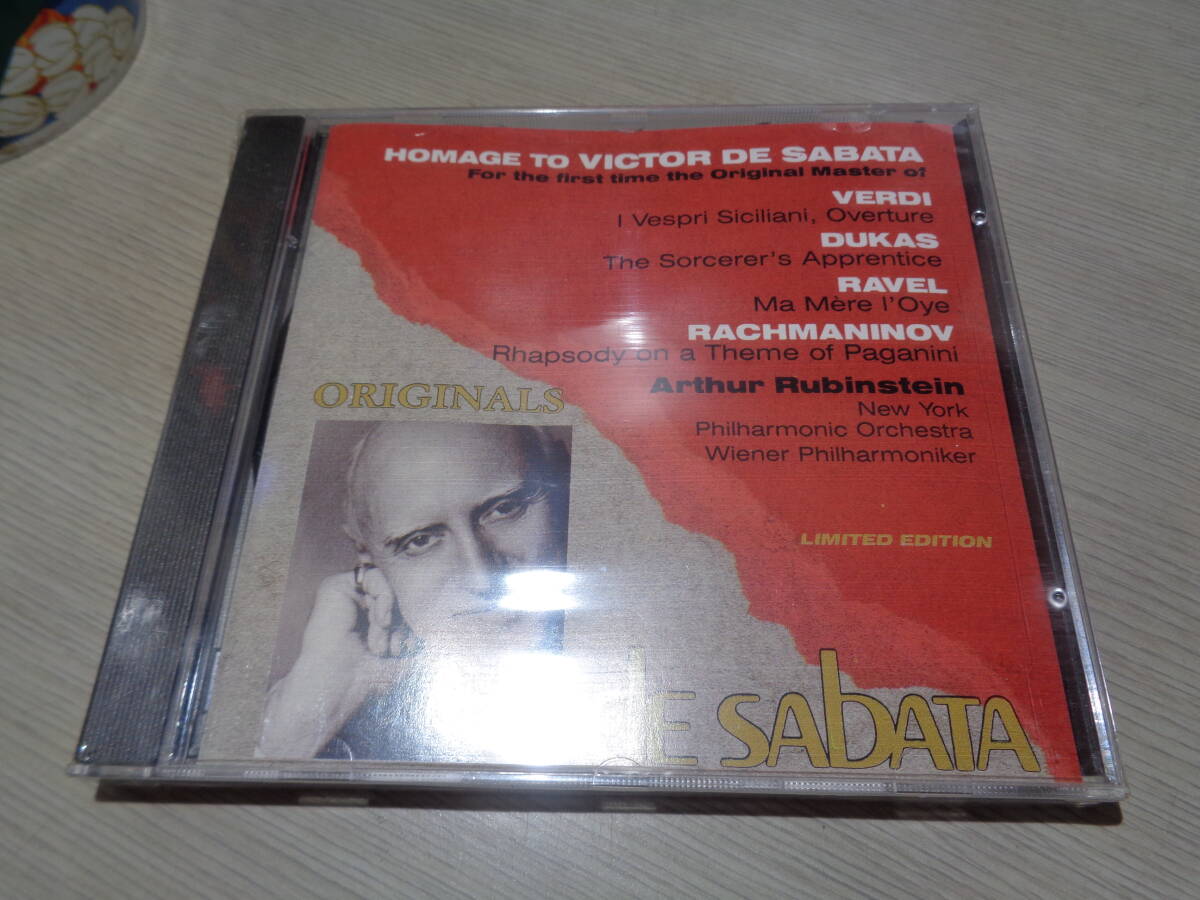 HOMAGE TO VICTOR DE SABATA
For the first time the Original Master of
VERDI
I Vespri Siciliani, Overture
DUKAS
The Sorcerer's Apprentice
RAVEL
Ma Mère l'Oye
RACHMANINOV
Rhapsody on a Theme of Paganini
Arthur Rubinstein
New York
Philharmonic Orchestra
Wiener Philharmoniker
ORIGINALS
LIMITED EDITION
de SAbATA